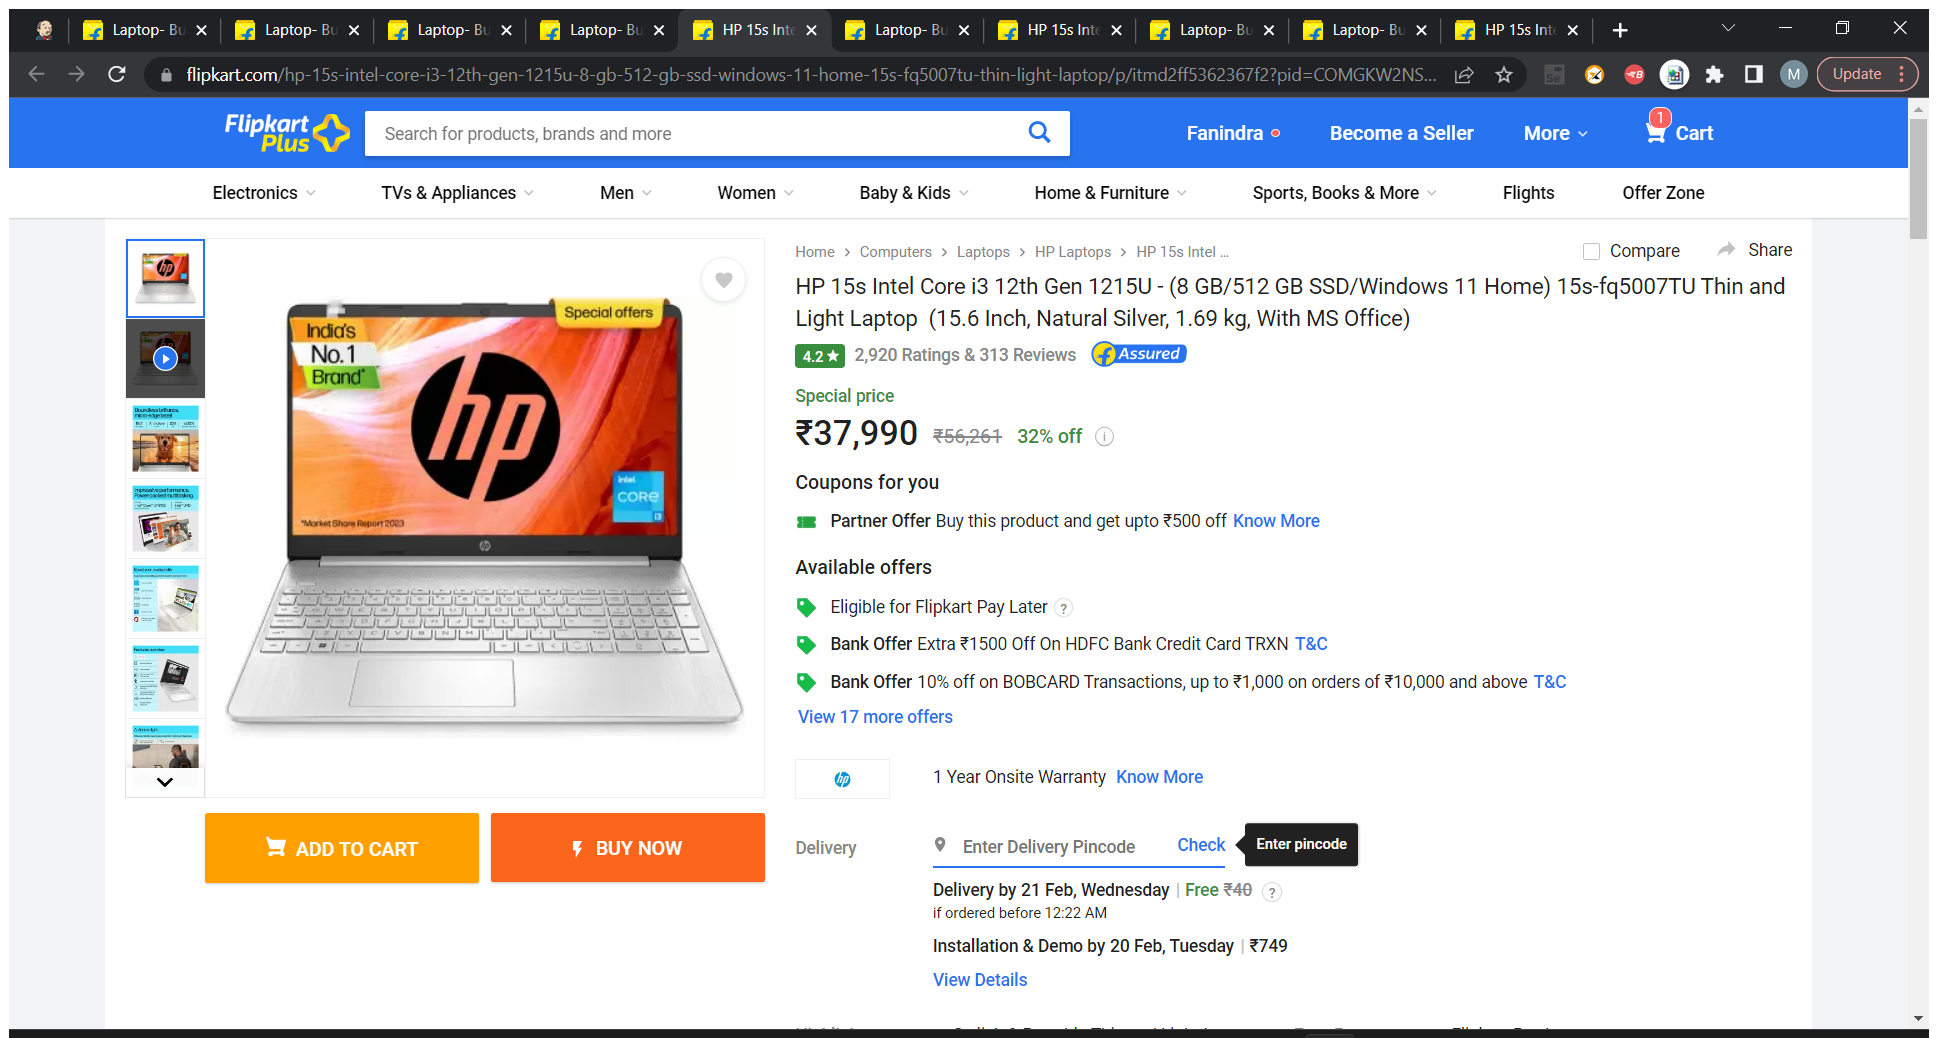 Laptop- Bu
Laptop- Bu
Laptop- Bu
Laptop- Bu
HP 15s Inte
Laptop- Bu
HP 15s Inte
Laptop- Bu
Laptop- Bu
HP 15s Inte
flipkart.com/hp-15s-intel-core-i3-12th-gen-1215u-8-gb-512-gb-ssd-windows-11-home-15s-fq5007tu-thin-light-laptop/p/itmd2ff5362367f2?pid=COMGKW2NS...
M
Update
Flipkart
Plus
Search for products, brands and more
Fanindra
Become a Seller
More
1
Cart
Electronics
TVs & Appliances
Men
Women
Baby & Kids
Home & Furniture
Sports, Books & More
Flights
Offer Zone
India's
No.1
Brand*
Special offers
hp
intel
CORE
i3
*Market Share Report 2023
hp
Home > Computers > Laptops > HP Laptops > HP 15s Intel ...
Compare
Share
HP 15s Intel Core i3 12th Gen 1215U - (8 GB/512 GB SSD/Windows 11 Home) 15s-fq5007TU Thin and
Light Laptop (15.6 Inch, Natural Silver, 1.69 kg, With MS Office)
4.2★ 2,920 Ratings & 313 Reviews Assured
Special price
₹37,990 ₹56,261 32% off
Coupons for you
Partner Offer Buy this product and get upto ₹500 off Know More
Available offers
Eligible for Flipkart Pay Later ?
Bank Offer Extra ₹1500 Off On HDFC Bank Credit Card TRXN T&C
Bank Offer 10% off on BOBCARD Transactions, up to ₹1,000 on orders of ₹10,000 and above T&C
View 17 more offers
hp
1 Year Onsite Warranty Know More
ADD TO CART
BUY NOW
Delivery
Enter Delivery Pincode
Check
Enter pincode
Delivery by 21 Feb, Wednesday | Free ₹40 ?
if ordered before 12:22 AM
Installation & Demo by 20 Feb, Tuesday | ₹749
View Details